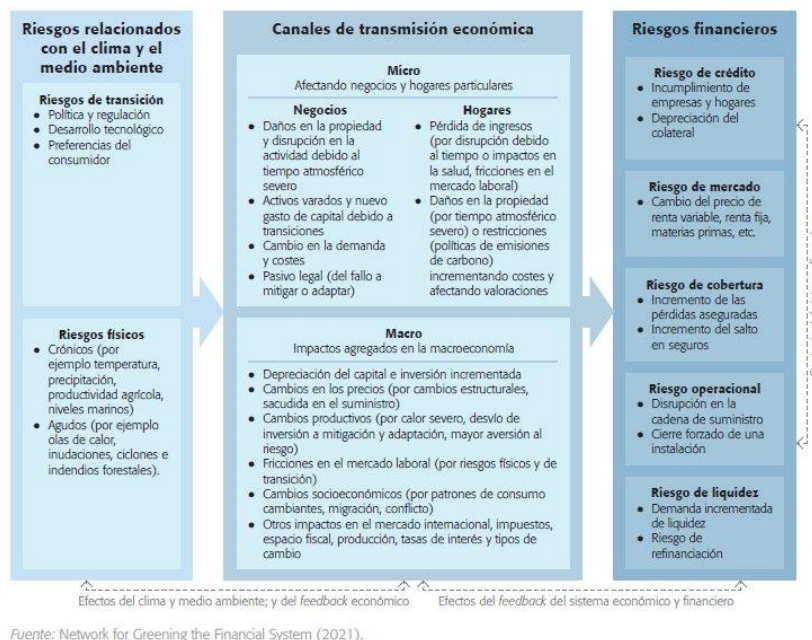 Riesgos relacionados
con el clima y el
medio ambiente
Riesgos de transición
• Política y regulación
• Desarrollo tecnológico
• Preferencias del
consumidor
Riesgos físicos
• Crónicos (por
ejemplo temperatura,
precipitación,
productividad agrícola,
niveles marinos)
• Agudos (por ejemplo
olas de calor,
inudaciones, ciclones e
indendios forestales).
Canales de transmisión económica
Micro
Afectando negocios y hogares particulares
Negocios
• Daños en la propiedad
y disrupción en la
actividad debido al
tiempo atmosférico
severo
• Activos varados y nuevo
gasto de capital debido a
transiciones
• Cambio en la demanda
y costes
• Pasivo legal (del fallo a
mitigar o adaptar)
Hogares
• Pérdida de ingresos
(por disrupción debido
al tiempo o impactos en
la salud, fricciones en el
mercado laboral)
• Daños en la propiedad
(por tiempo atmosférico
severo) o restricciones
(políticas de emisiones
de carbono)
incrementando costes y
afectando valoraciones
Macro
Impactos agregados en la macroeconomía
• Depreciación del capital e inversión incrementada
• Cambios en los precios (por cambios estructurales,
sacudida en el suministro)
• Cambios productivos (por calor severo, desvío de
inversión a mitigación y adaptación, mayor aversión al
riesgo)
• Fricciones en el mercado laboral (por riesgos físicos y de
transición)
• Cambios socioeconómicos (por patrones de consumo
cambiantes, migración, conflicto)
• Otros impactos en el mercado internacional, impuestos,
espacio fiscal, producción, tasas de interés y tipos de
cambio
Riesgos financieros
Riesgo de crédito
• Incumplimiento de
empresas y hogares
• Depreciación del
colateral
Riesgo de mercado
• Cambio del precio de
renta variable, renta fija,
materias primas, etc.
Riesgo de cobertura
• Incremento de las
pérdidas aseguradas
• Incremento del salto
en seguros
Riesgo operacional
• Disrupción en la
cadena de suministro
• Cierre forzado de una
instalación
Riesgo de liquidez
• Demanda incrementada
de liquidez
• Riesgo de
refinanciación
Efectos del clima y medio ambiente; y del feedback económico
Efectos del feedback del sistema económico y financiero
Fuente: Network for Greening the Financial System (2021).